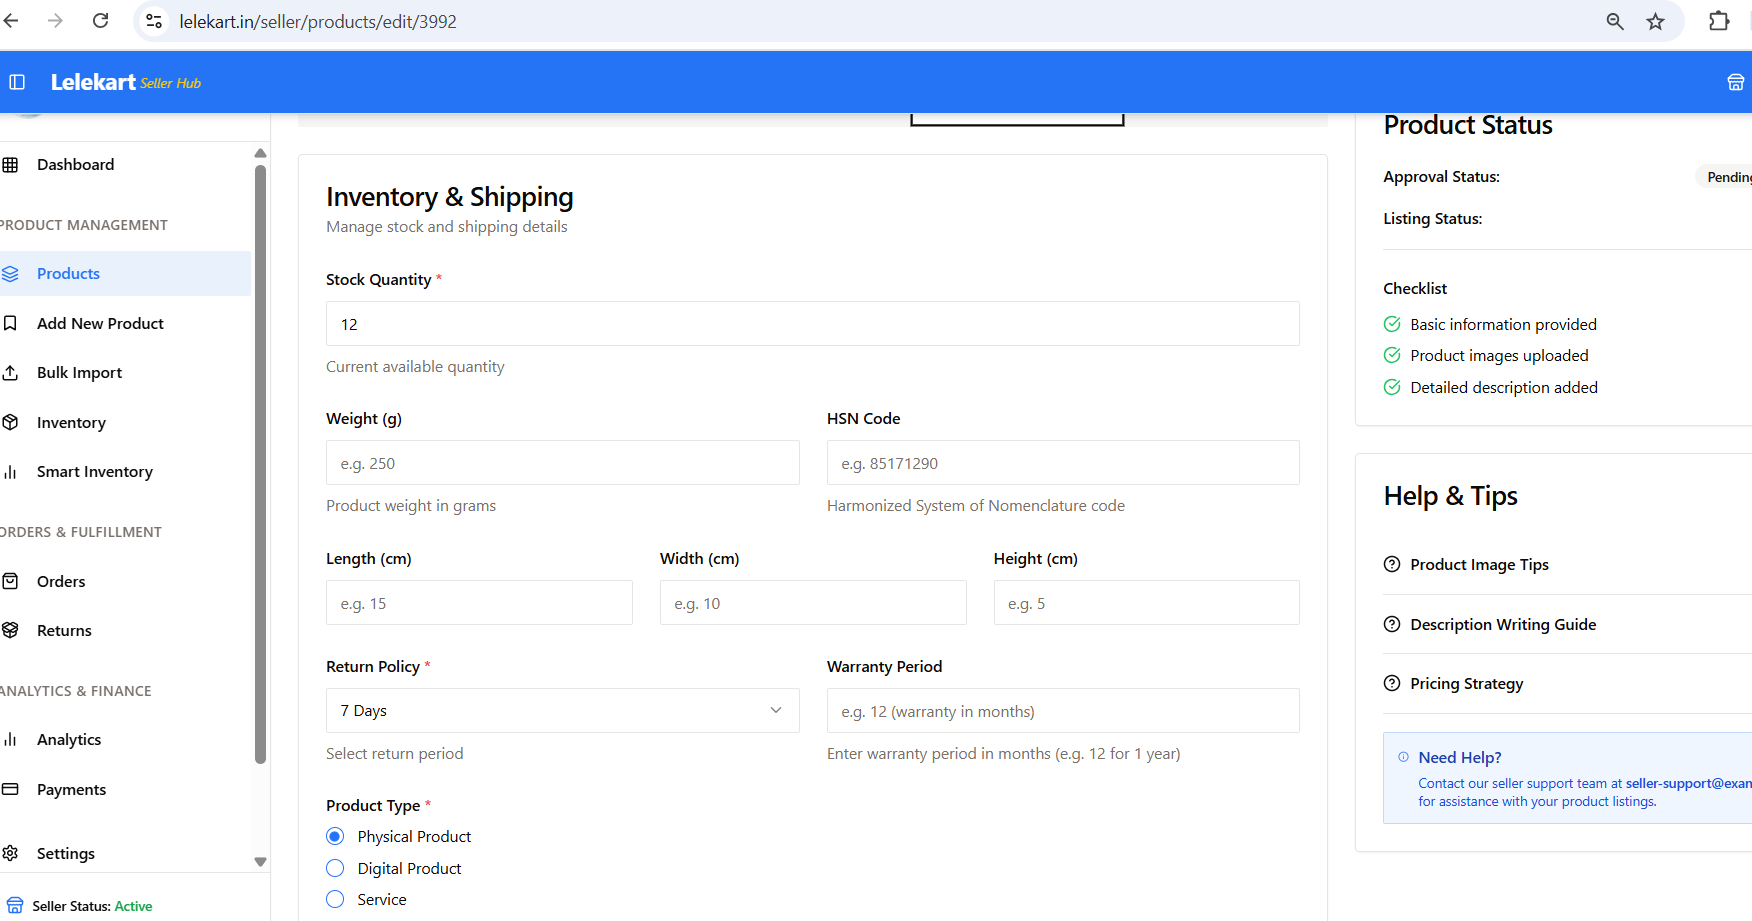 lelekart.in/seller/products/edit/3992
Lelekart Seller Hub
Dashboard
PRODUCT MANAGEMENT
Products
Add New Product
Bulk Import
Inventory
Smart Inventory
ORDERS & FULFILLMENT
Orders
Returns
ANALYTICS & FINANCE
Analytics
Payments
Settings
Seller Status: Active
Inventory & Shipping
Manage stock and shipping details
Stock Quantity *
12
Current available quantity
Weight (g)
e.g. 250
Product weight in grams
HSN Code
e.g. 85171290
Harmonized System of Nomenclature code
Length (cm)
e.g. 15
Width (cm)
e.g. 10
Height (cm)
e.g. 5
Return Policy *
7 Days
Select return period
Warranty Period
e.g. 12 (warranty in months)
Enter warranty period in months (e.g. 12 for 1 year)
Product Type *
Physical Product
Digital Product
Service
Product Status
Approval Status:
Pending
Listing Status:
Checklist
Basic information provided
Product images uploaded
Detailed description added
Help & Tips
Product Image Tips
Description Writing Guide
Pricing Strategy
Need Help?
Contact our seller support team at seller-support@exam
for assistance with your product listings.